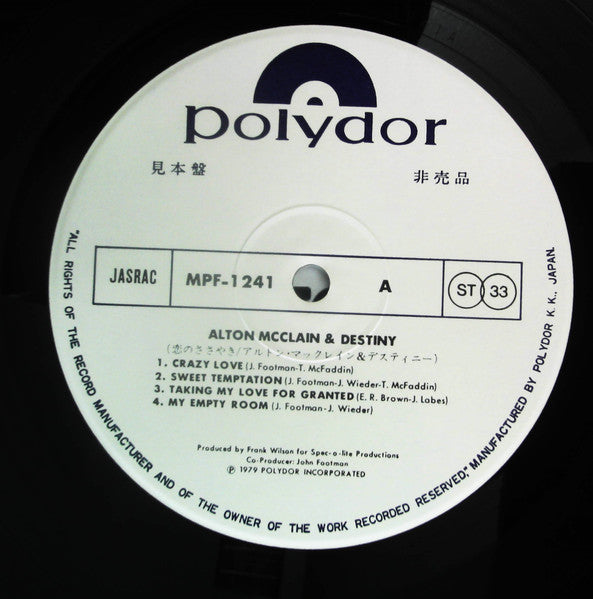 polydor
見本盤 非売品
JASRAC MPF-1241 A ST 33
ALTON MCCLAIN & DESTINY
(恋のささやき/アルトン・マックレイン&デスティニー)
1. CRAZY LOVE (J. Footman-T. McFaddin)
2. SWEET TEMPTATION (J. Footman-J. Wieder-T. McFaddin)
3. TAKING MY LOVE FOR GRANTED (E. R. Brown-J. Lobes)
4. MY EMPTY ROOM (J. Footman-J. Wieder)
Produced by Frank Wilson for Spec-o-lite Productions
Co-Producer: John Footman
Ⓟ 1979 POLYDOR INCORPORATED
"ALL RIGHTS OF THE RECORD MANUFACTURER AND OF THE OWNER OF THE WORK RECORDED RESERVED." MANUFACTURED BY POLYDOR K. K., JAPAN.